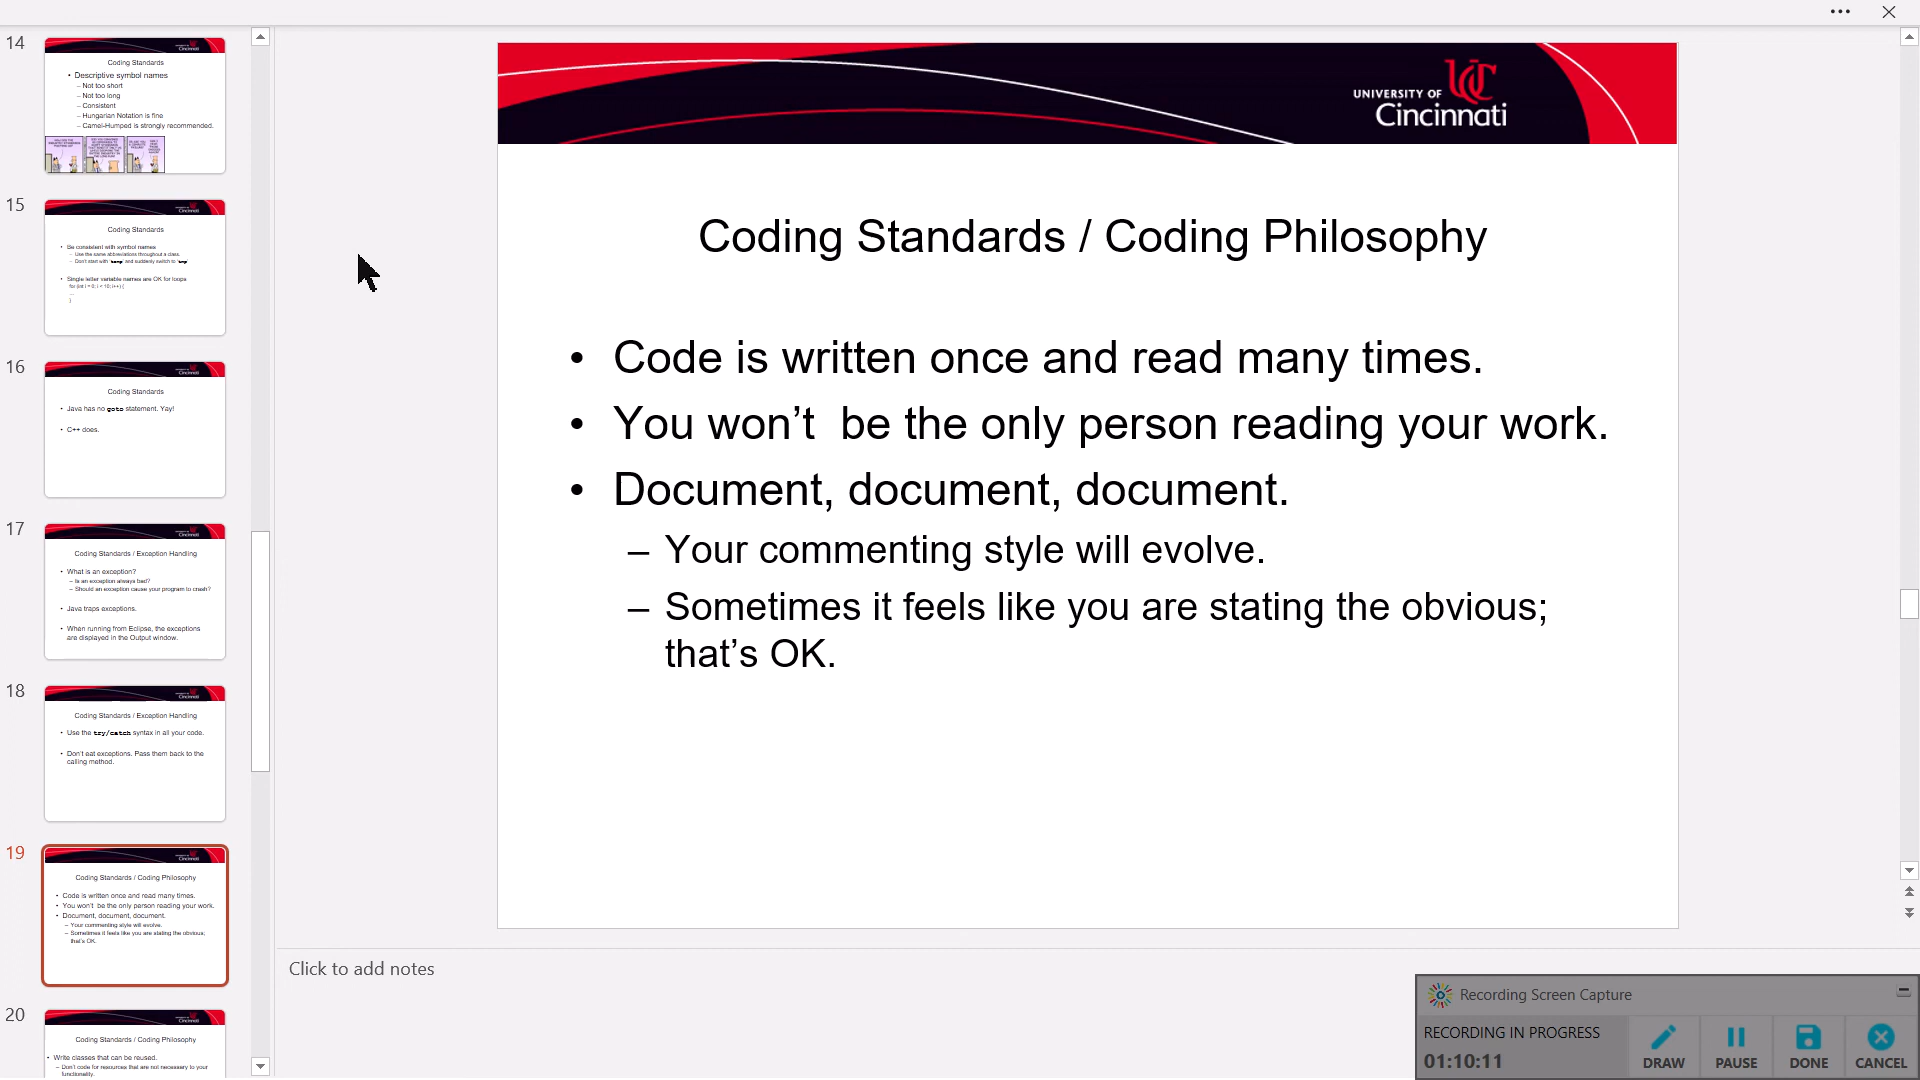 14
Cincinnati
Coding Standards
• Descriptive symbol names
– Not too short
– Not too long
– Consistent
– Hungarian Notation is fine
– Camel-Humped is strongly recommended.
15
Cincinnati
Coding Standards
• Be consistent with symbol names
– Use the same abbreviations throughout a class.
– Don't start with "temp" and suddenly switch to "tmp"
• Single letter variable names are OK for loops
for (int i = 0; i < 10; i++) {
}
16
Cincinnati
Coding Standards
• Java has no goto statement. Yay!
• C++ does.
17
Cincinnati
Coding Standards / Exception Handling
• What is an exception?
– Is an exception always bad?
– Should an exception cause your program to crash?
• Java traps exceptions.
• When running from Eclipse, the exceptions
are displayed in the Output window.
18
Cincinnati
Coding Standards / Exception Handling
• Use the try/catch syntax in all your code.
• Don't eat exceptions. Pass them back to the
calling method.
19
Cincinnati
Coding Standards / Coding Philosophy
• Code is written once and read many times.
• You won't  be the only person reading your work.
• Document, document, document.
– Your commenting style will evolve.
– Sometimes it feels like you are stating the obvious;
that's OK.
20
Cincinnati
Coding Standards / Coding Philosophy
• Write classes that can be reused.
– Don't code for resources that are not necessary to your
functionality.
UNIVERSITY OF UC
Cincinnati
Coding Standards / Coding Philosophy
• Code is written once and read many times.
• You won’t  be the only person reading your work.
• Document, document, document.
– Your commenting style will evolve.
– Sometimes it feels like you are stating the obvious;
that’s OK.
Click to add notes
Recording Screen Capture
RECORDING IN PROGRESS
01:10:11
DRAW PAUSE DONE CANCEL